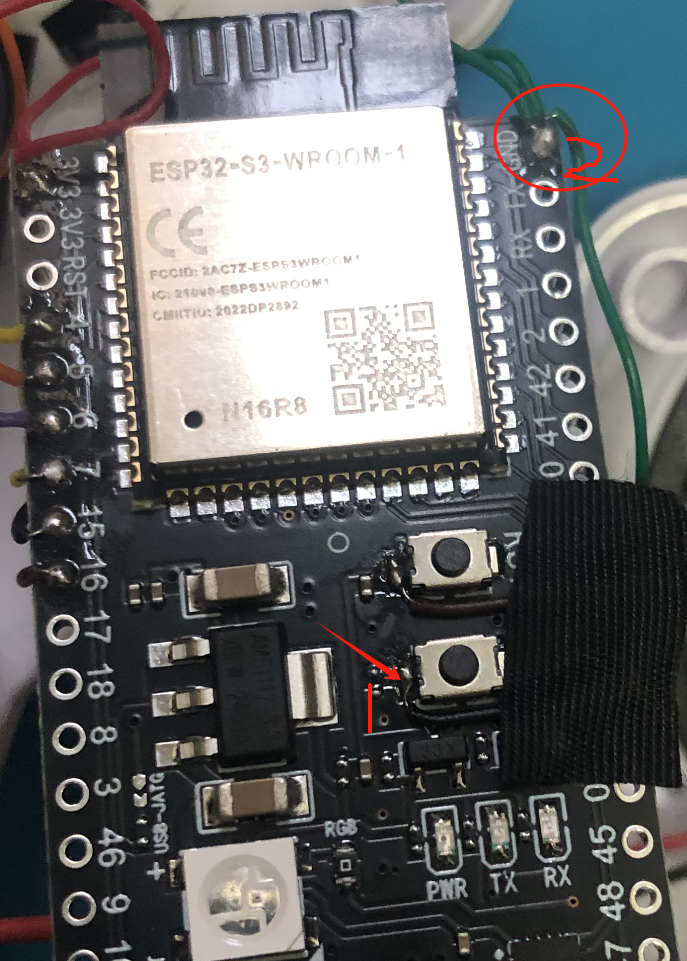 ESP32-S3-WROOM-1
CE
FCCID: 2AC7Z-ESPS3WROOM1
IC: 21098-ESPS3WROOM1
CMIITID: 2022DP2892
N16R8
3V3
3V3
RST
4
5
6
7
15
16
17
18
8
3
46
9
GND
TX
RX
1
2
42
41
0
45
48
USB-JATG
+
RGB
PWR
TX
RX
1
2